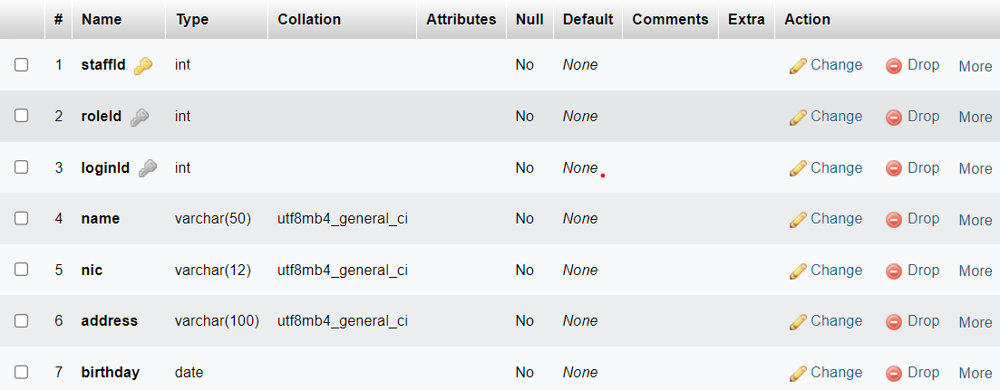 # Name Type Collation Attributes Null Default Comments Extra Action
1 staffId int No None Change Drop More
2 roleId int No None Change Drop More
3 loginId int No None Change Drop More
4 name varchar(50) utf8mb4_general_ci No None Change Drop More
5 nic varchar(12) utf8mb4_general_ci No None Change Drop More
6 address varchar(100) utf8mb4_general_ci No None Change Drop More
7 birthday date No None Change Drop More